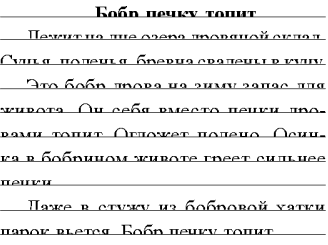 Бобр печку топит
Лежит на дне озера дровяной склад.
Сучья, поленья, бревна свалены в кучу.
Это бобр дрова на зиму запас для
живота. Он себя вместо печки дро-
вами топит. Огложет полено. Осин-
ка в бобрином животе греет сильнее
печки.
Даже в стужу из бобровой хатки
парок вьется. Бобр печку топит.